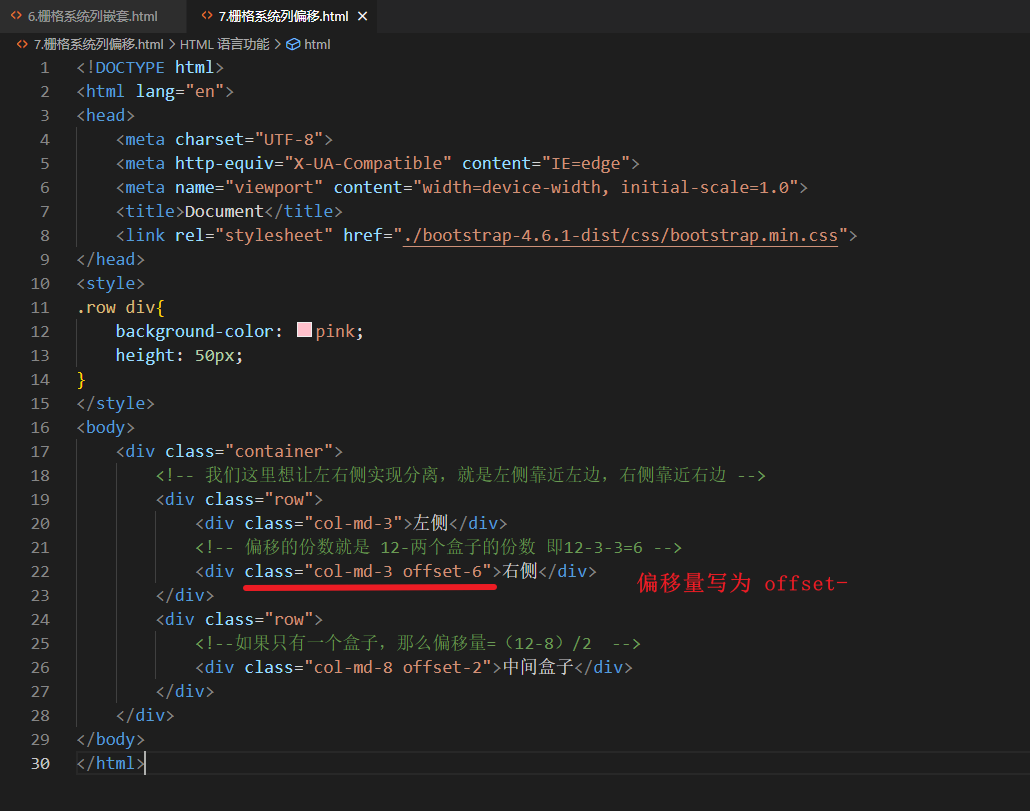 6.栅格系统列嵌套.html 7.栅格系统列偏移.html
7.栅格系统列偏移.html > HTML 语言功能 > html
1 <!DOCTYPE html>
2 <html lang="en">
3 <head>
4 <meta charset="UTF-8">
5 <meta http-equiv="X-UA-Compatible" content="IE=edge">
6 <meta name="viewport" content="width=device-width, initial-scale=1.0">
7 <title>Document</title>
8 <link rel="stylesheet" href="./bootstrap-4.6.1-dist/css/bootstrap.min.css">
9 </head>
10 <style>
11 .row div{
12 background-color: pink;
13 height: 50px;
14 }
15 </style>
16 <body>
17 <div class="container">
18 <!-- 我们这里想让左右侧实现分离，就是左侧靠近左边，右侧靠近右边 -->
19 <div class="row">
20 <div class="col-md-3">左侧</div>
21 <!-- 偏移的份数就是 12-两个盒子的份数 即12-3-3=6 -->
22 <div class="col-md-3 offset-6">右侧</div> 偏移量写为 offset-
23 </div>
24 <div class="row">
25 <!--如果只有一个盒子，那么偏移量=（12-8）/2  -->
26 <div class="col-md-8 offset-2">中间盒子</div>
27 </div>
28 </div>
29 </body>
30 </html>